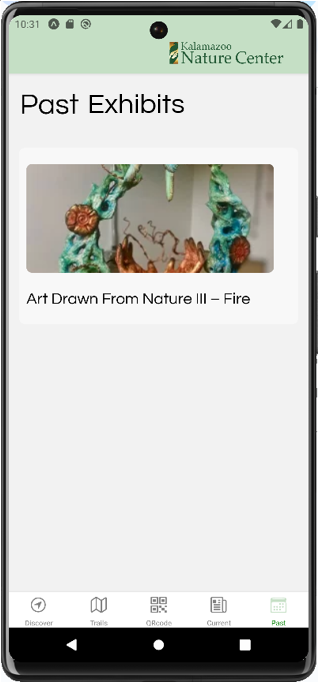 10:31
Kalamazoo
Nature Center
Past Exhibits
Art Drawn From Nature III – Fire
Discover
Trails
QRcode
Current
Past